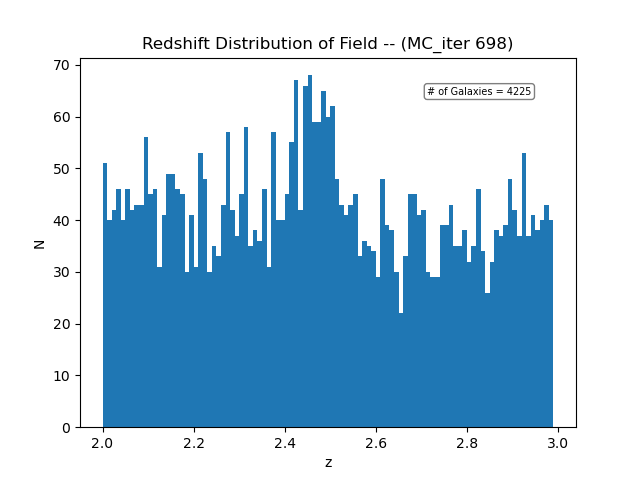 Redshift Distribution of Field -- (MC_iter 698)
# of Galaxies = 4225
70
60
50
40
30
20
10
0
N
2.0 2.2 2.4 2.6 2.8 3.0
z